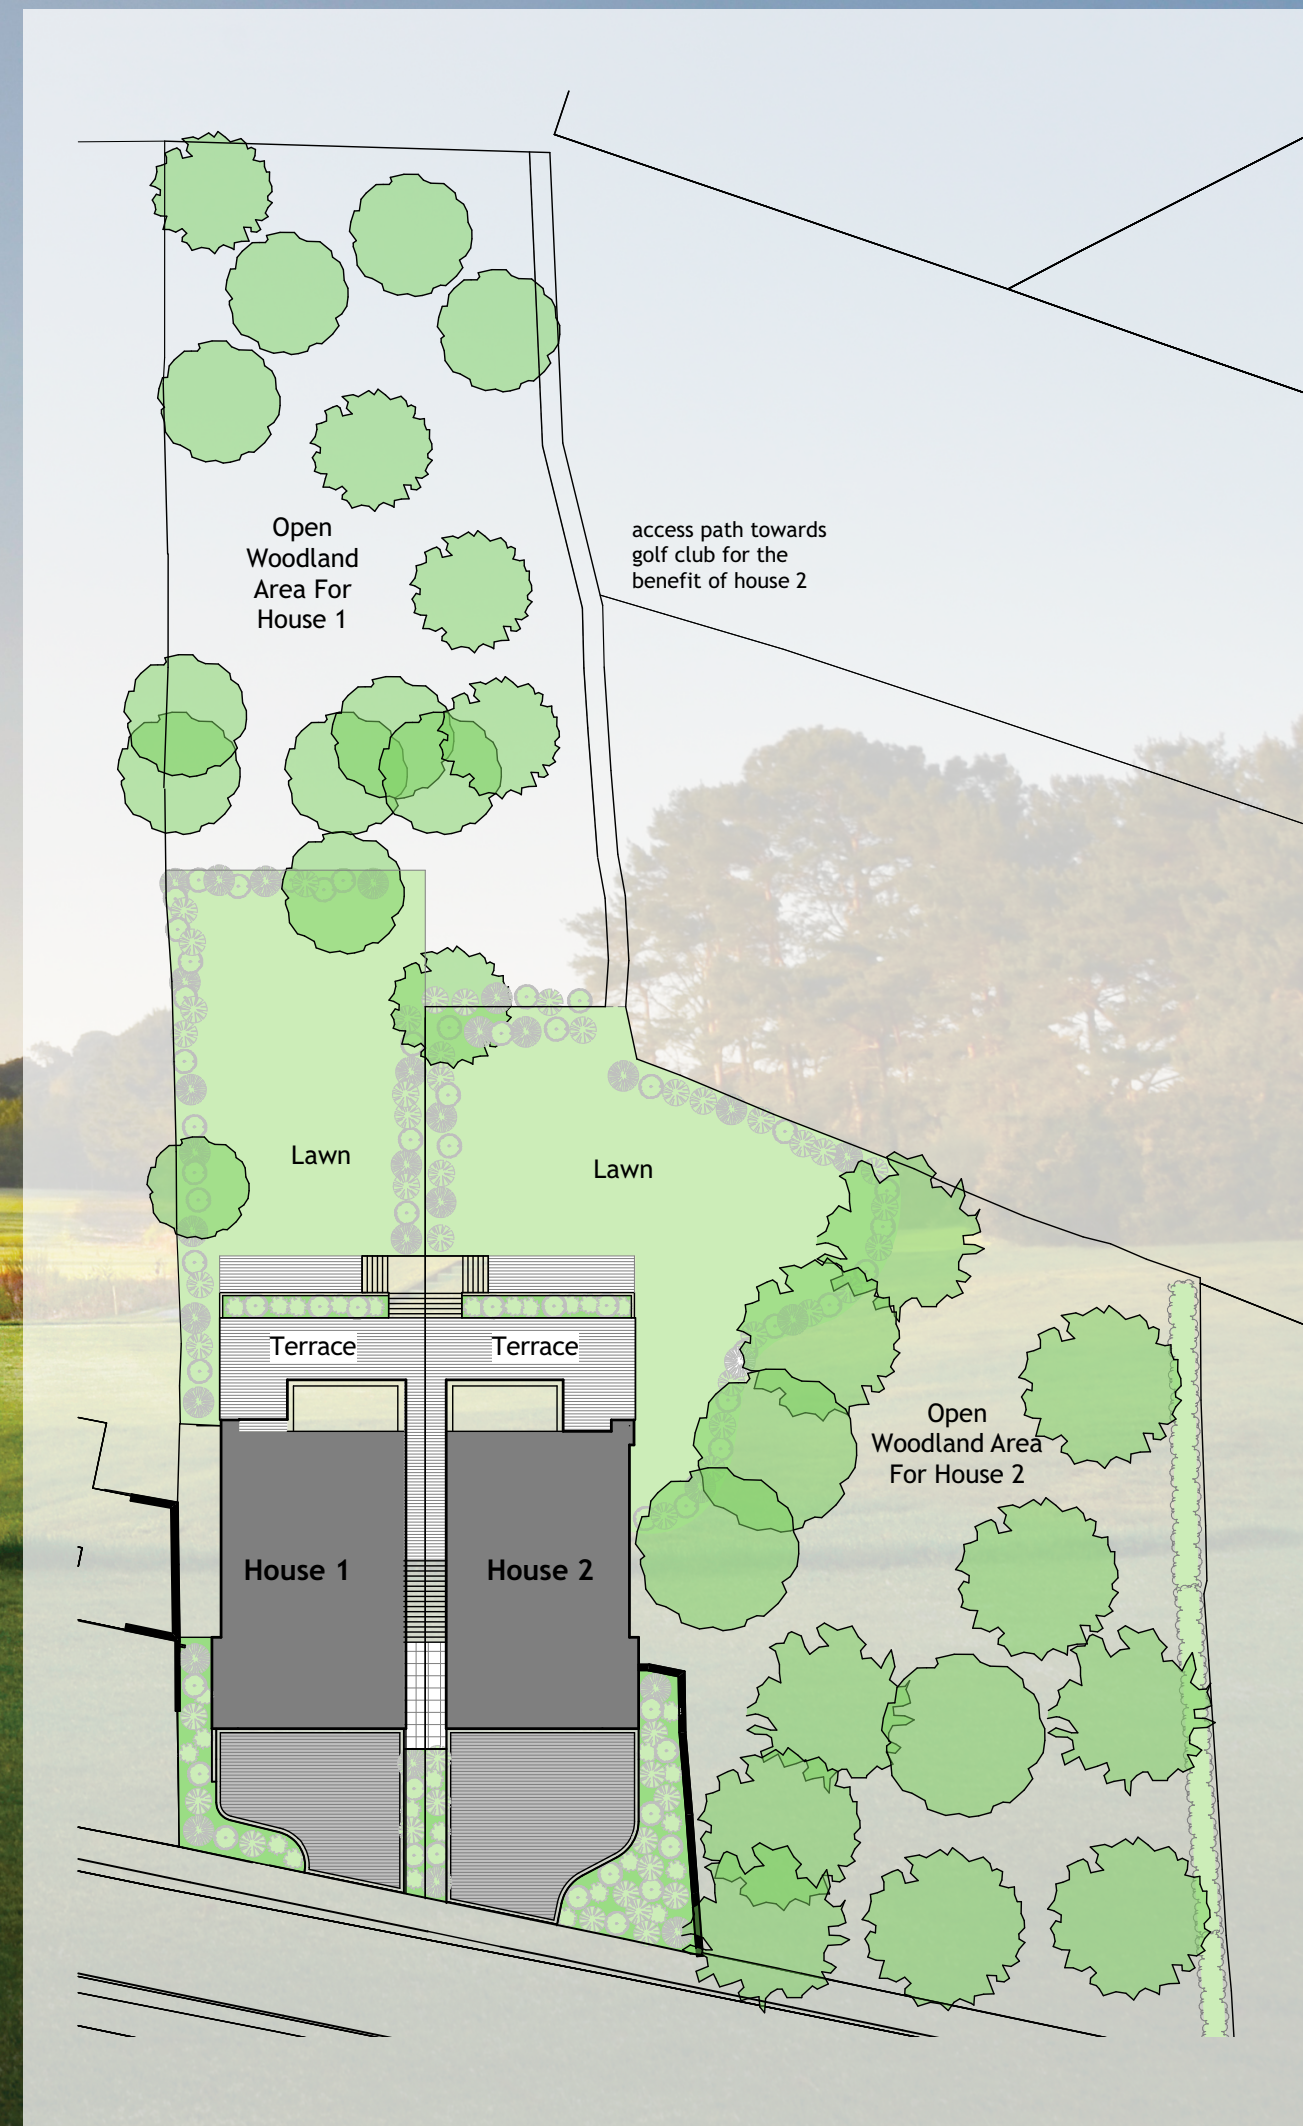 Open
Woodland
Area For
House 1
access path towards
golf club for the
benefit of house 2
Lawn
Lawn
Terrace
Terrace
Open
Woodland Area
For House 2
House 1
House 2